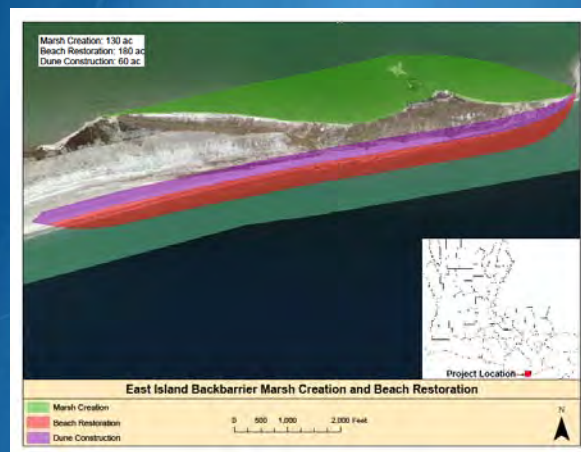 Marsh Creation: 130 ac
Beach Restoration: 180 ac
Dune Construction: 60 ac
Project Location
East Island Backbarrier Marsh Creation and Beach Restoration
Marsh Creation
Beach Restoration
Dune Construction
0 500 1,000 2,000 Feet
N